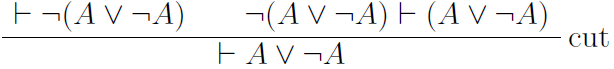 ⊢ ¬(A ∨ ¬A)    ¬(A ∨ ¬A) ⊢ (A ∨ ¬A)
cut
⊢ A ∨ ¬A